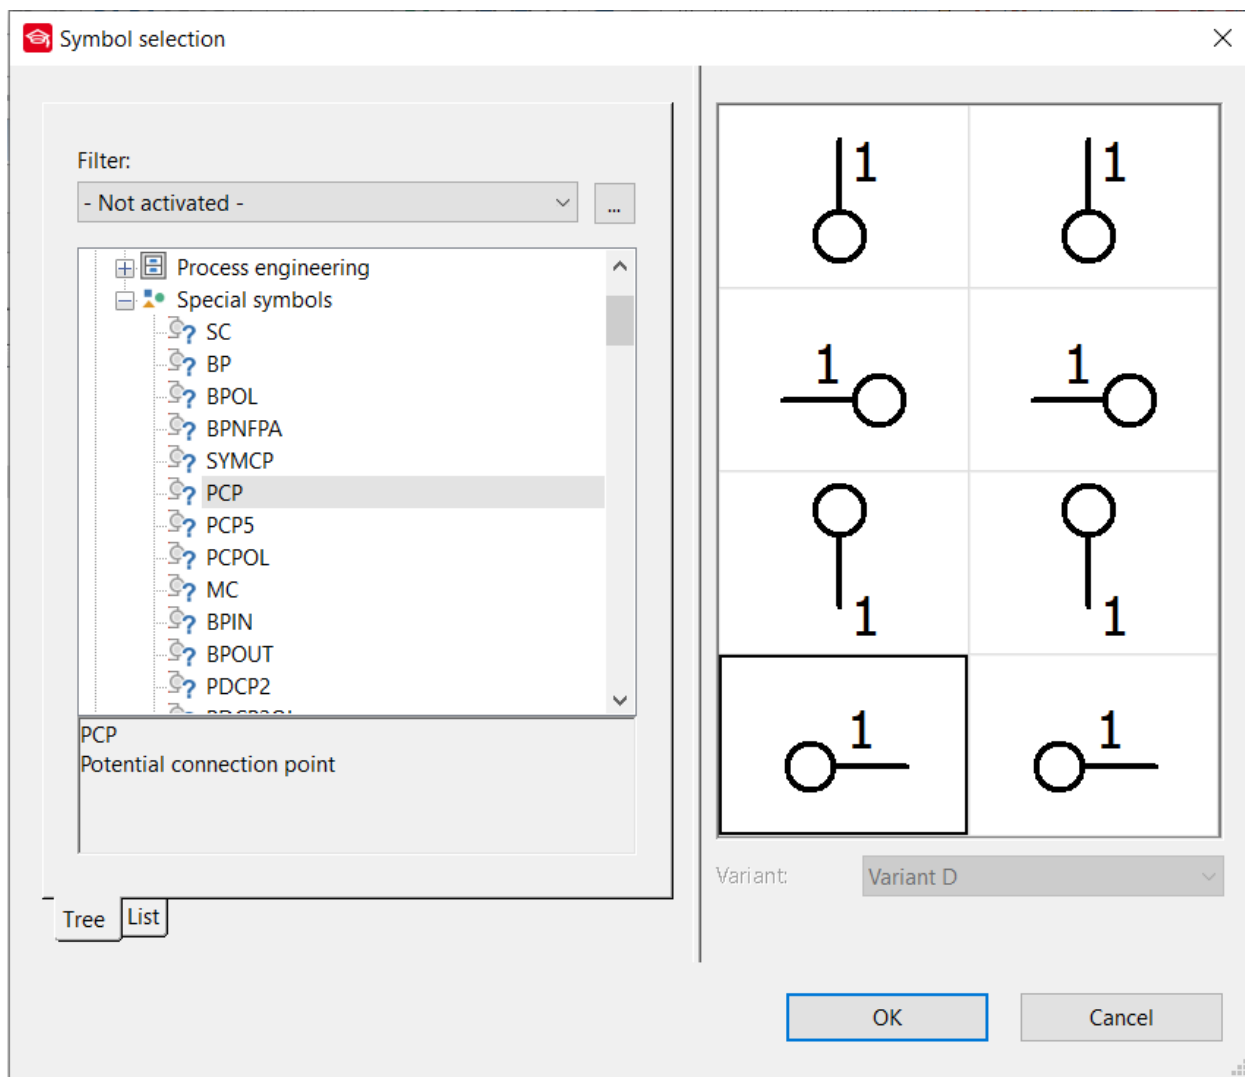 Symbol selection
Filter:
- Not activated -
...
Process engineering
Special symbols
SC
BP
BPOL
BPNFPA
SYMCP
PCP
PCP5
PCPOL
MC
BPIN
BPOUT
PDCP2
PCP
Potential connection point
Tree
List
1
1
1
1
1
1
1
1
Variant:
Variant D
OK
Cancel